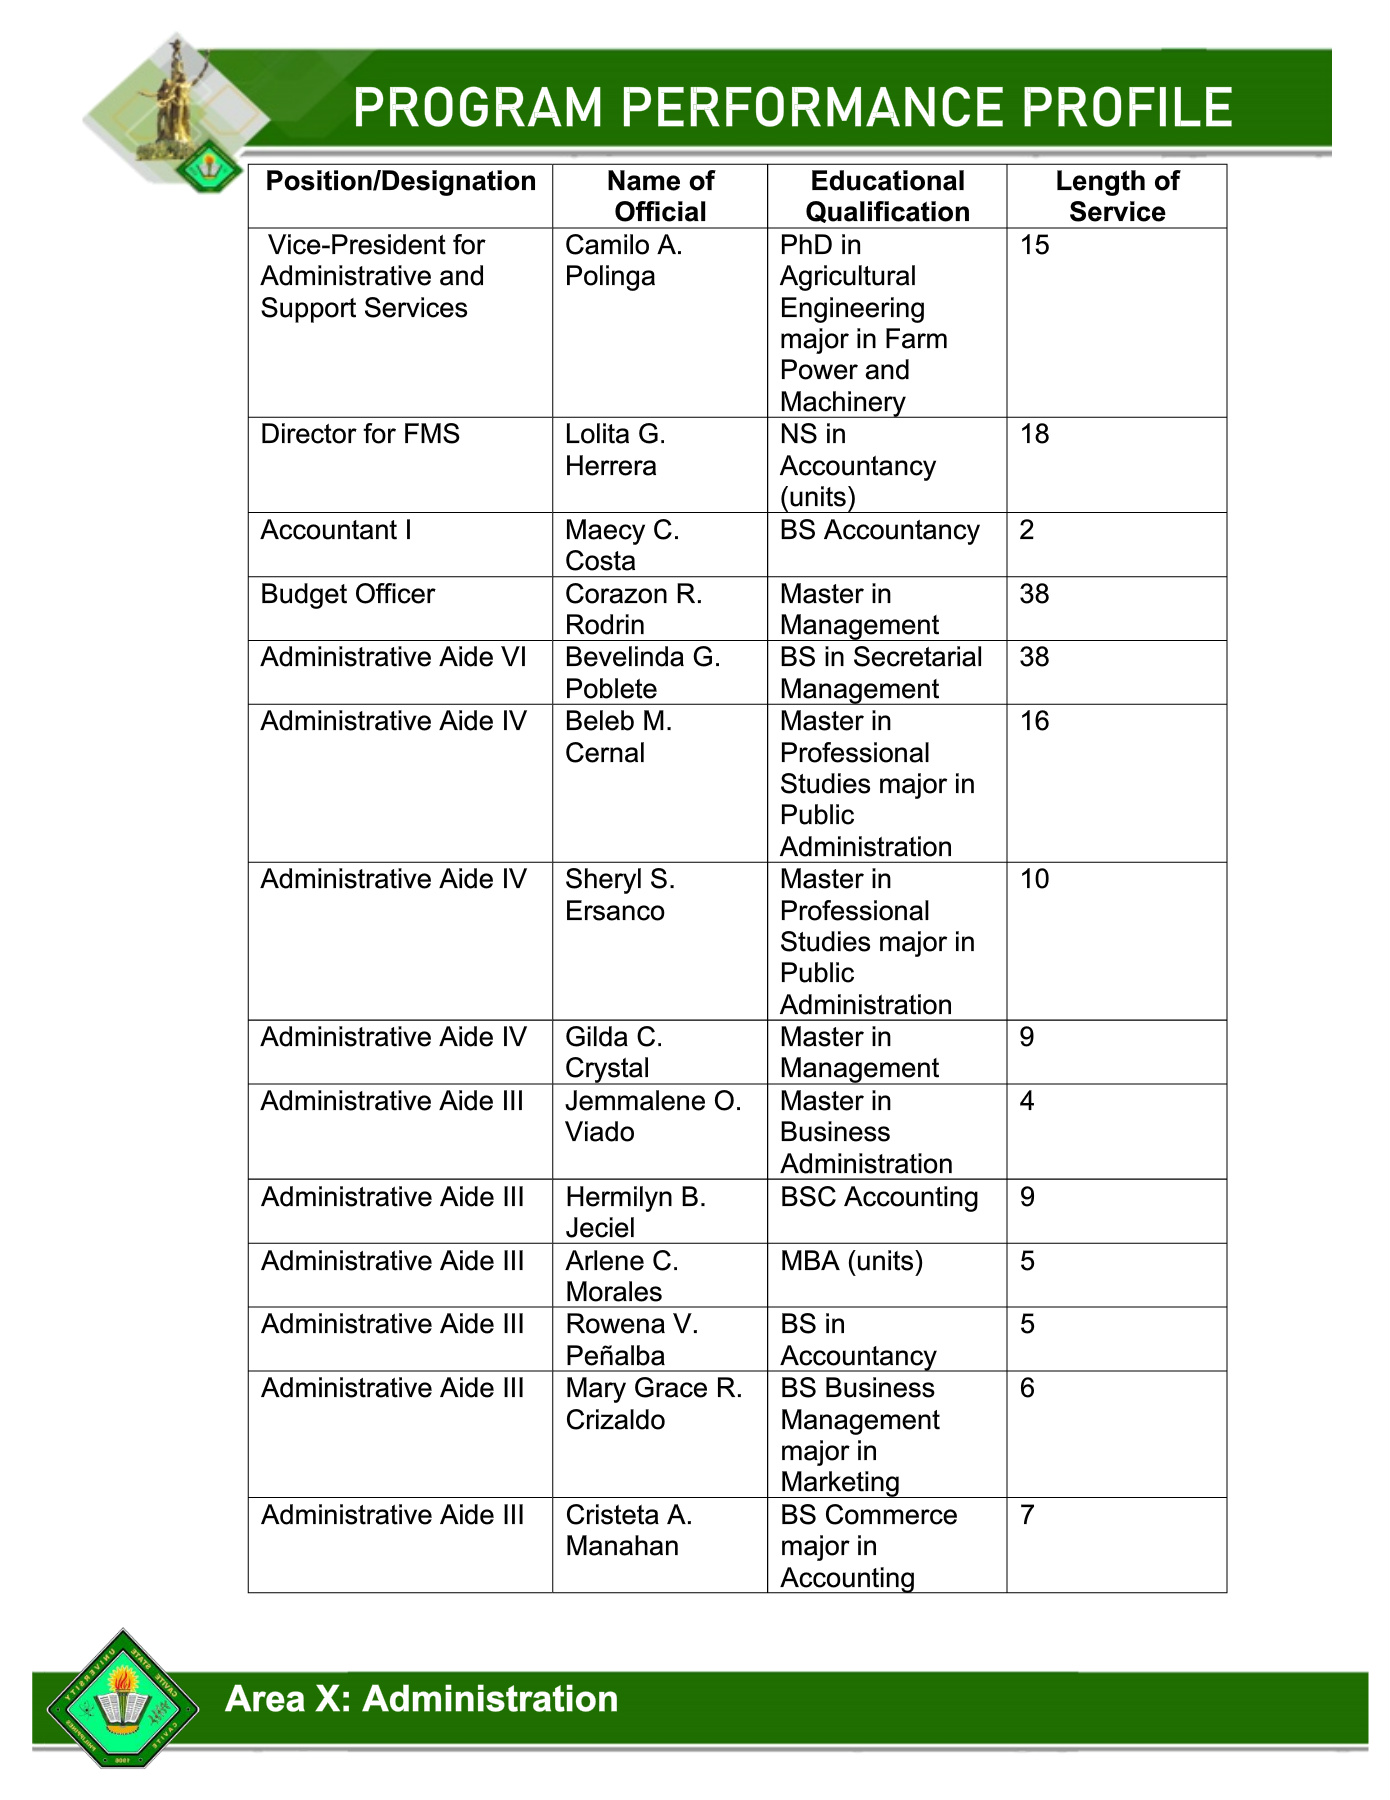 PROGRAM PERFORMANCE PROFILE
Position/Designation
Name of
Official
Educational
Qualification
Length of
Service
Vice-President for
Administrative and
Support Services
Camilo A.
Polinga
PhD in
Agricultural
Engineering
major in Farm
Power and
Machinery
15
Director for FMS
Lolita G.
Herrera
NS in
Accountancy
(units)
18
Accountant I
Maecy C.
Costa
BS Accountancy
2
Budget Officer
Corazon R.
Rodrin
Master in
Management
38
Administrative Aide VI
Bevelinda G.
Poblete
BS in Secretarial
Management
38
Administrative Aide IV
Beleb M.
Cernal
Master in
Professional
Studies major in
Public
Administration
16
Administrative Aide IV
Sheryl S.
Ersanco
Master in
Professional
Studies major in
Public
Administration
10
Administrative Aide IV
Gilda C.
Crystal
Master in
Management
9
Administrative Aide III
Jemmalene O.
Viado
Master in
Business
Administration
4
Administrative Aide III
Hermilyn B.
Jeciel
BSC Accounting
9
Administrative Aide III
Arlene C.
Morales
MBA (units)
5
Administrative Aide III
Rowena V.
Peñalba
BS in
Accountancy
5
Administrative Aide III
Mary Grace R.
Crizaldo
BS Business
Management
major in
Marketing
6
Administrative Aide III
Cristeta A.
Manahan
BS Commerce
major in
Accounting
7
CAVITE STATE UNIVERSITY
CAVITE
PHILIPPINES
1906
Area X: Administration